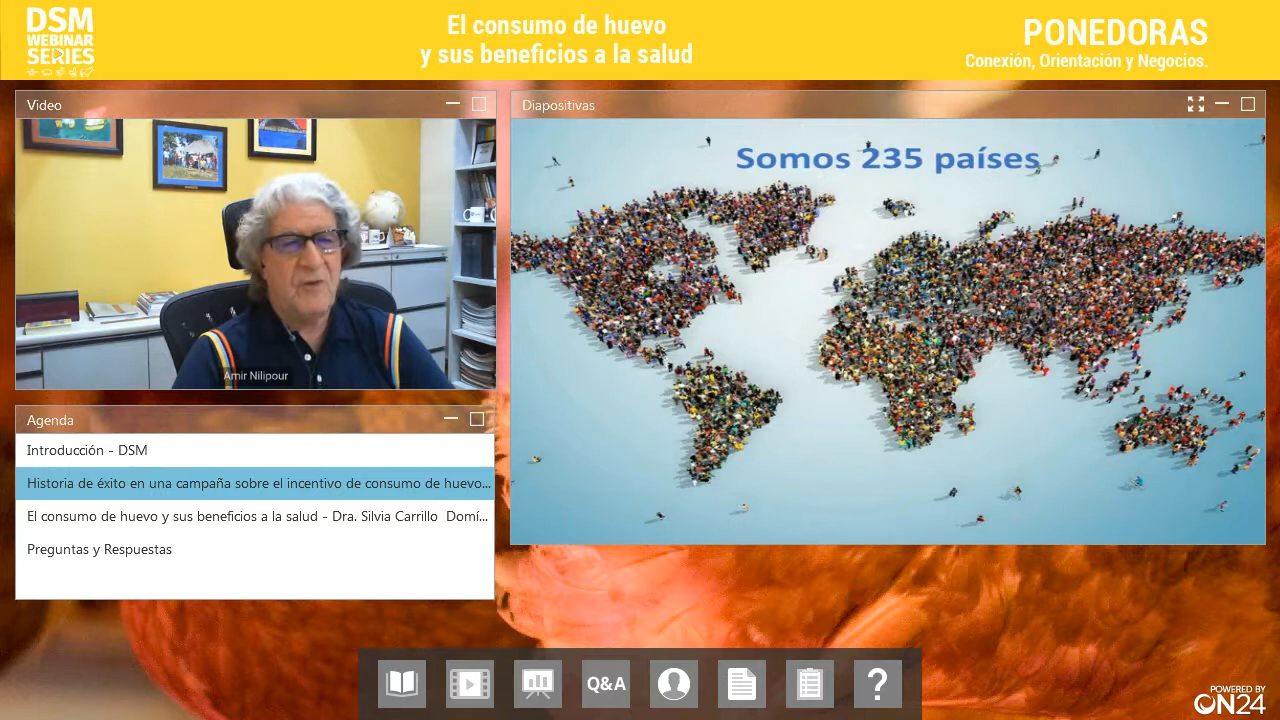 DSM
WEBINAR
SERIES
El consumo de huevo
y sus beneficios a la salud
PONEDORAS
Conexión, Orientación y Negocios.
Video
Amir Nilipour
Diapositivas
Somos 235 países
Agenda
Introducción - DSM
Historia de éxito en una campaña sobre el incentivo de consumo de huevo...
El consumo de huevo y sus beneficios a la salud - Dra. Silvia Carrillo Domí...
Preguntas y Respuestas
Q&A
?
POWERED BY
ON24